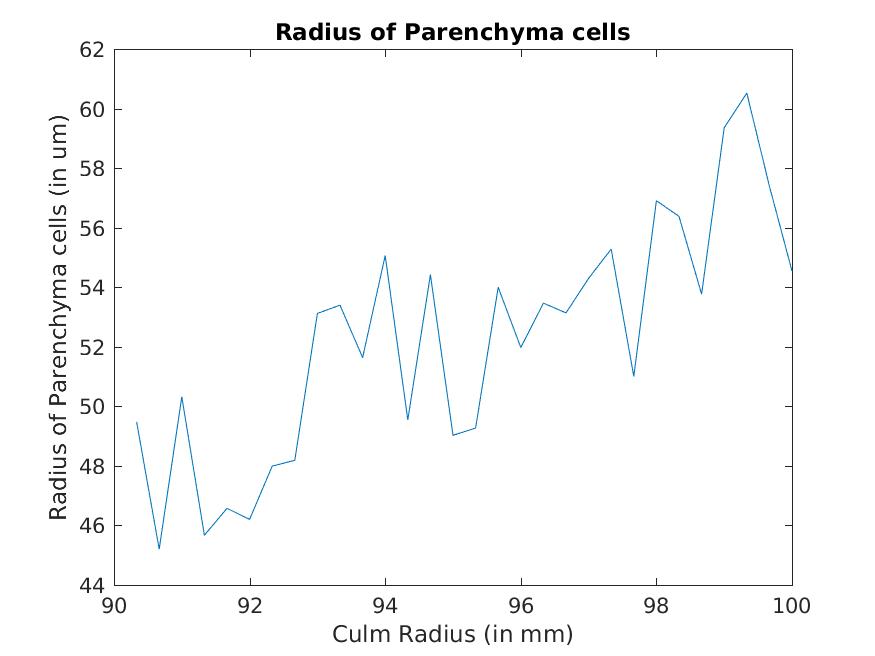 Radius of Parenchyma cells
62
60
58
56
54
52
50
48
46
44
Radius of Parenchyma cells (in um)
90 92 94 96 98 100
Culm Radius (in mm)